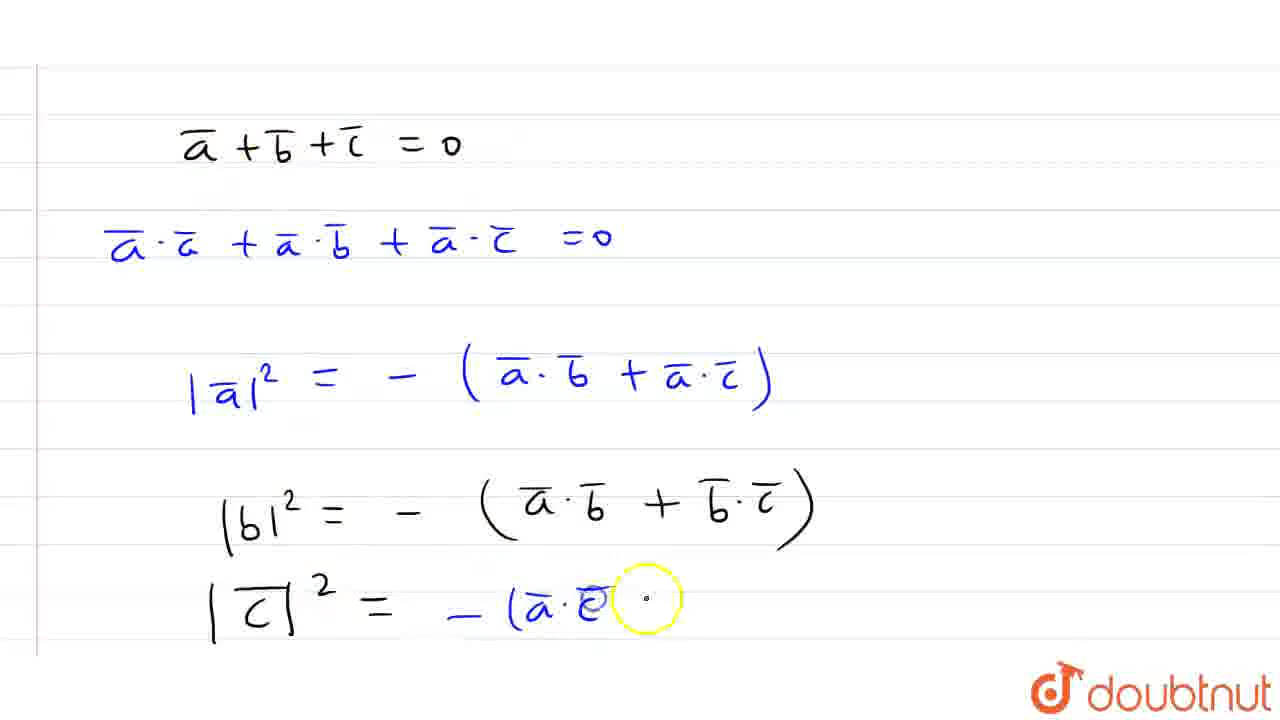 a̅ + b̅ + c̅ = 0
a̅ · a̅ + a̅ · b̅ + a̅ · c̅ = 0
|a̅|² = - (a̅ · b̅ + a̅ · c̅)
|b|² = - (a̅ · b̅ + b̅ · c̅)
|c̅|² = - (a̅ · c̅
doubtnut